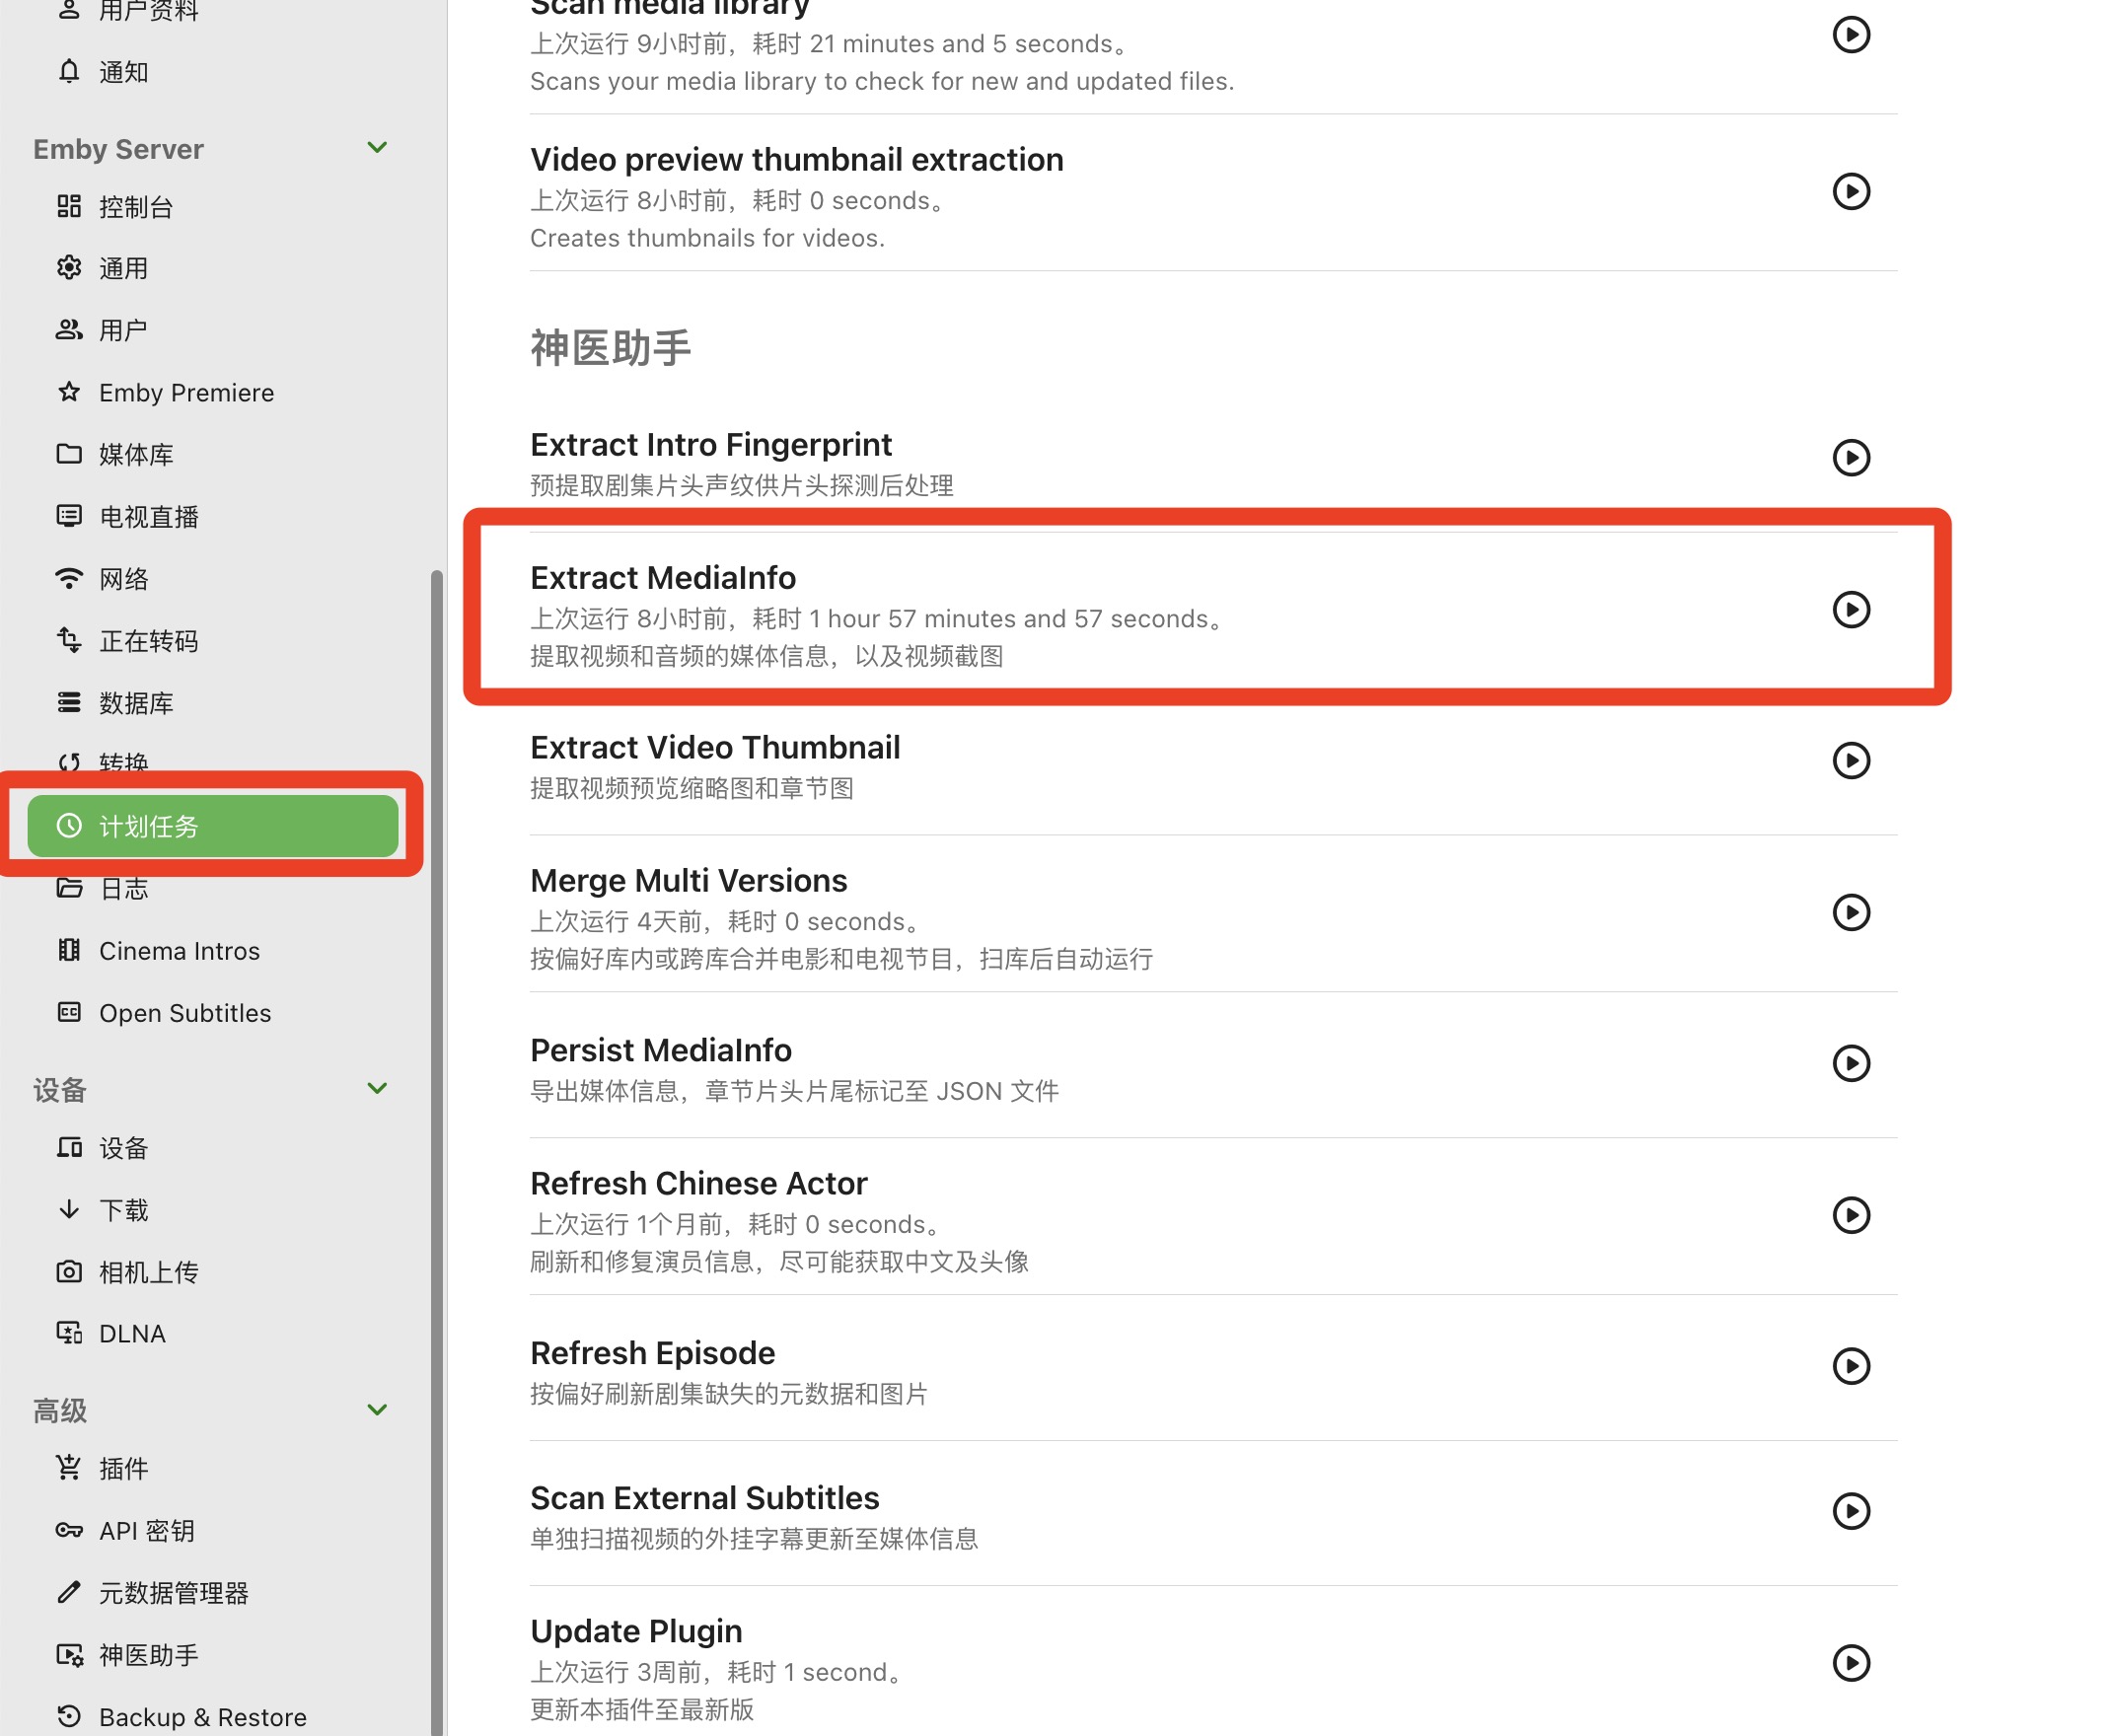 用户资料
通知
Emby Server
控制台
通用
用户
Emby Premiere
媒体库
电视直播
网络
正在转码
数据库
转换
计划任务
日志
Cinema Intros
Open Subtitles
设备
设备
下载
相机上传
DLNA
高级
插件
API 密钥
元数据管理器
神医助手
Backup & Restore
Scan media library
上次运行 9小时前，耗时 21 minutes and 5 seconds。
Scans your media library to check for new and updated files.
Video preview thumbnail extraction
上次运行 8小时前，耗时 0 seconds。
Creates thumbnails for videos.
神医助手
Extract Intro Fingerprint
预提取剧集片头声纹供片头探测后处理
Extract MediaInfo
上次运行 8小时前，耗时 1 hour 57 minutes and 57 seconds。
提取视频和音频的媒体信息，以及视频截图
Extract Video Thumbnail
提取视频预览缩略图和章节图
Merge Multi Versions
上次运行 4天前，耗时 0 seconds。
按偏好库内或跨库合并电影和电视节目，扫库后自动运行
Persist MediaInfo
导出媒体信息，章节片头片尾标记至 JSON 文件
Refresh Chinese Actor
上次运行 1个月前，耗时 0 seconds。
刷新和修复演员信息，尽可能获取中文及头像
Refresh Episode
按偏好刷新剧集缺失的元数据和图片
Scan External Subtitles
单独扫描视频的外挂字幕更新至媒体信息
Update Plugin
上次运行 3周前，耗时 1 second。
更新本插件至最新版